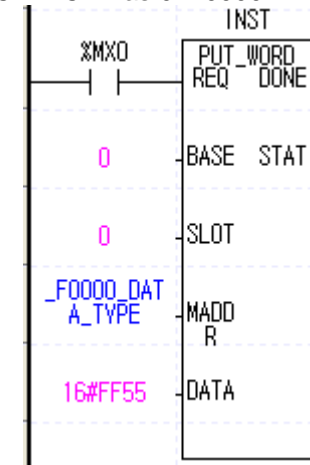 INST
%MX0
PUT_WORD
REQ DONE
0
BASE STAT
0
SLOT
_F0000_DAT
A_TYPE
MADD
R
16#FF55
DATA